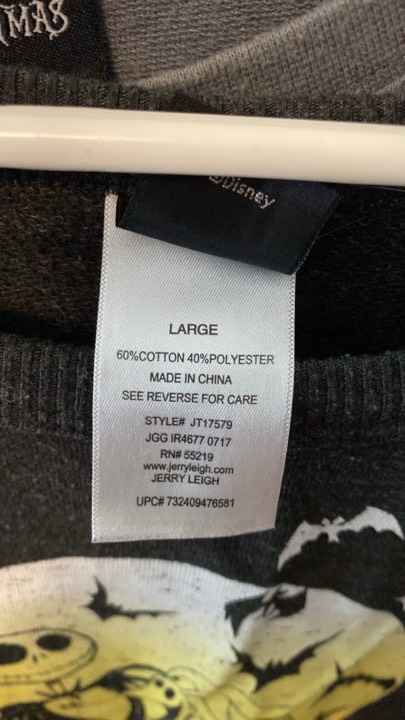 MAS
©Disney
LARGE
60%COTTON 40%POLYESTER
MADE IN CHINA
SEE REVERSE FOR CARE
STYLE# JT17579
JGG IR4677 0717
RN# 55219
www.jerryleigh.com
JERRY LEIGH
UPC# 732409476581